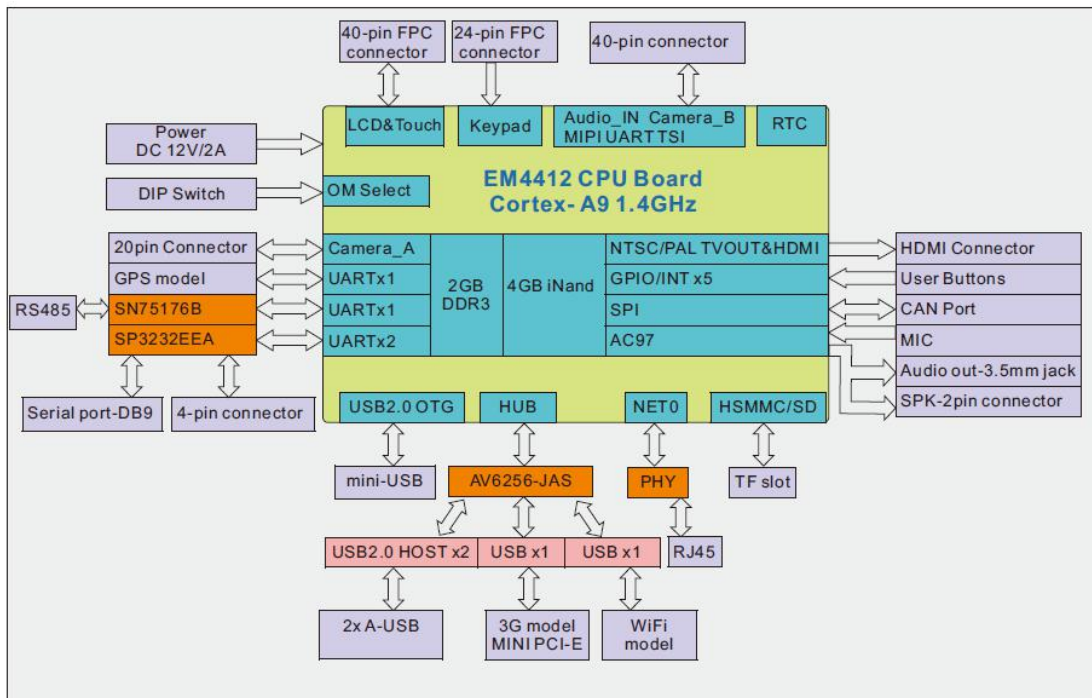 40-pin FPC
connector
24-pin FPC
connector
40-pin connector
LCD&Touch
Keypad
Audio_IN Camera_B
MIPI UART TSI
RTC
Power
DC 12V/2A
EM4412 CPU Board
Cortex- A9 1.4GHz
DIP Switch
OM Select
20pin Connector
Camera_A
2GB
DDR3
4GB iNand
NTSC/PAL TVOUT&HDMI
HDMI Connector
GPS model
UARTx1
GPIO/INT x5
User Buttons
RS485
SN75176B
UARTx1
SPI
CAN Port
SP3232EEA
UARTx2
AC97
MIC
Audio out-3.5mm jack
SPK-2pin connector
Serial port-DB9
4-pin connector
USB2.0 OTG
HUB
NET0
HSMMC/SD
mini-USB
AV6256-JAS
PHY
TF slot
USB2.0 HOST x2
USB x1
USB x1
RJ45
2x A-USB
3G model
MINI PCI-E
WiFi
model